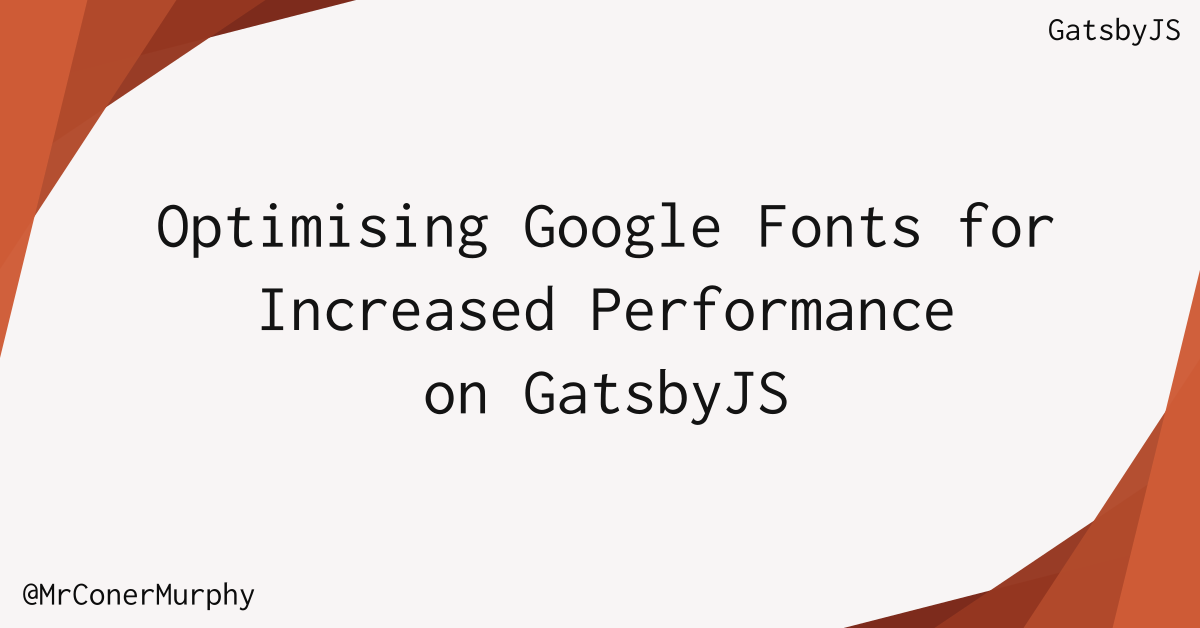 GatsbyJS
Optimising Google Fonts for
Increased Performance
on GatsbyJS
@MrConerMurphy